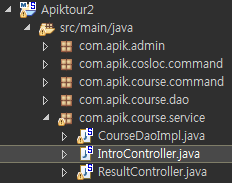 Apiktour2
src/main/java
com.apik.admin
com.apik.cosloc.command
com.apik.course.command
com.apik.course.dao
com.apik.course.service
CourseDaoImpl.java
IntroController.java
ResultController.java